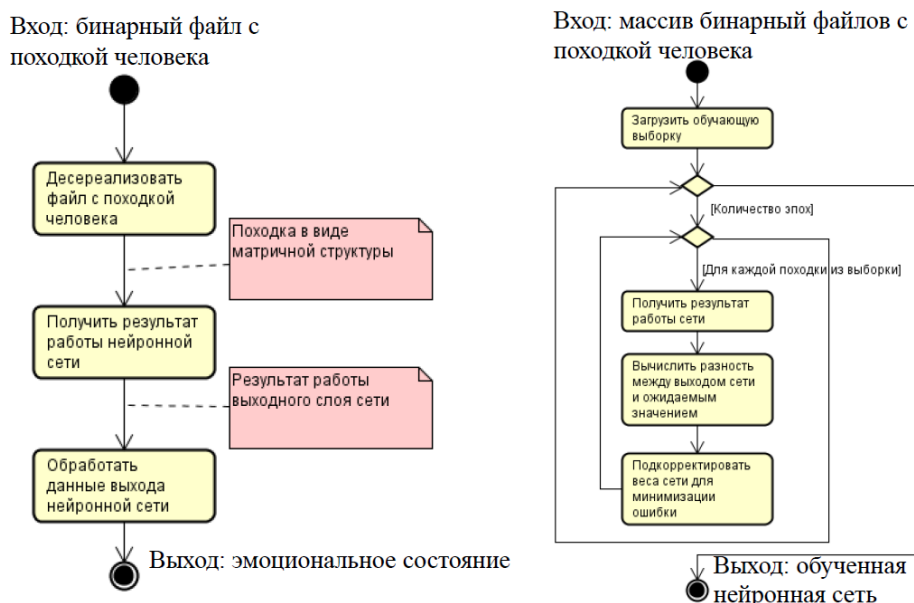 Вход: бинарный файл с
походкой человека
Десереализовать
файл с походкой
человека
Походка в виде
матричной структуры
Получить результат
работы нейронной
сети
Результат работы
выходного слоя сети
Обработать
данные выхода
нейронной сети
Выход: эмоциональное состояние
Вход: массив бинарный файлов с
походкой человека
Загрузить обучающую
выборку
[Количество эпох]
[Для каждой походки из выборки]
Получить результат
работы сети
Вычислить разность
между выходом сети
и ожидаемым
значением
Подкорректировать
веса сети для
минимизации
ошибки
Выход: обученная
нейронная сеть